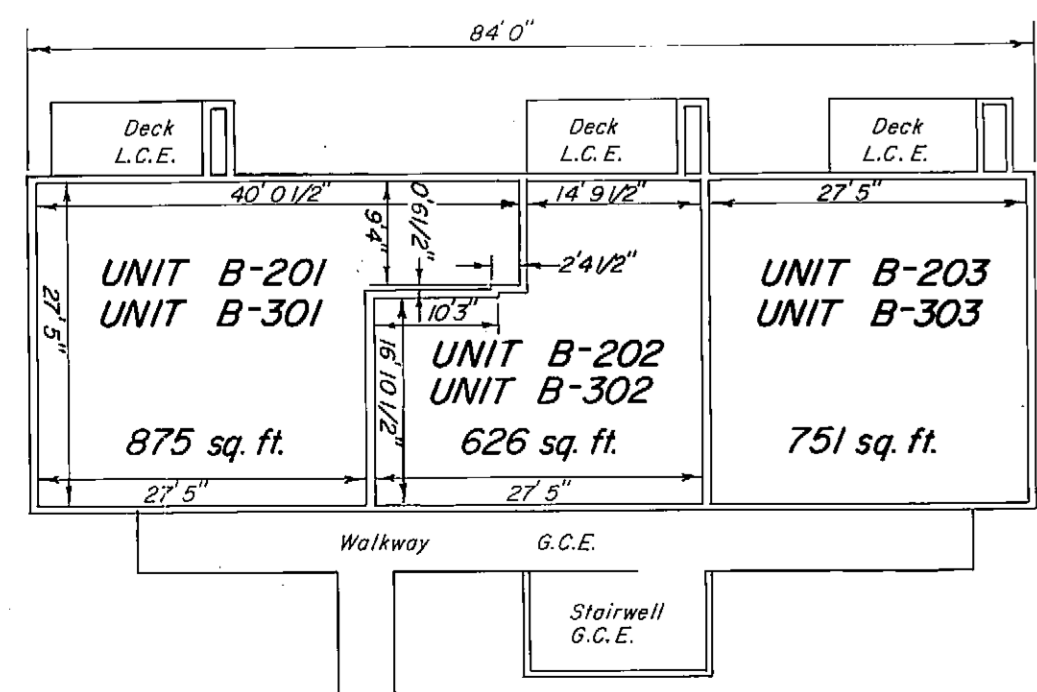 84' 0"
Deck
L.C.E.
Deck
L.C.E.
Deck
L.C.E.
40' 0 1/2"
9'4"
0'6 1/2"
14' 9 1/2"
27' 5"
2' 4 1/2"
UNIT B-201
UNIT B-301
27' 5"
10'3"
16' 10 1/2"
UNIT B-202
UNIT B-302
UNIT B-203
UNIT B-303
875 sq. ft.
626 sq. ft.
751 sq. ft.
27' 5"
27' 5"
Walkway G.C.E.
Stairwell
G.C.E.